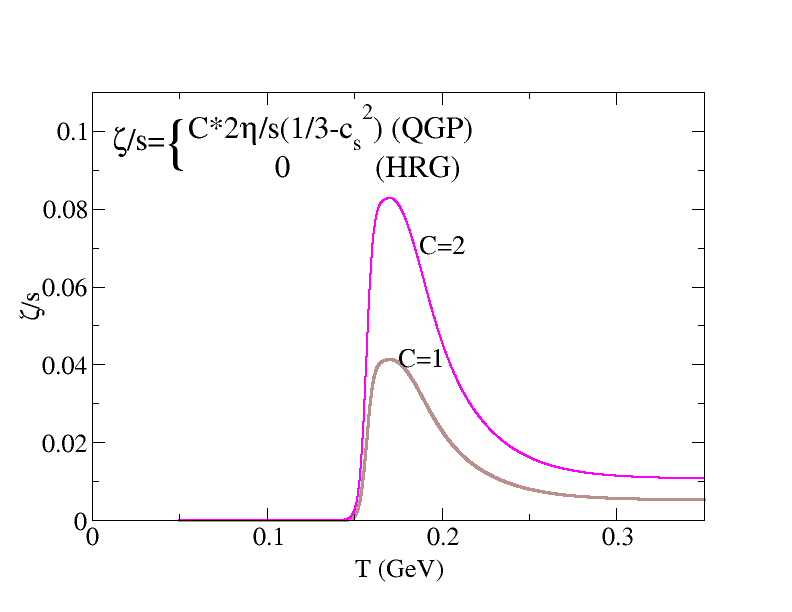 ζ/s={C*2η/s(1/3-cₛ²) (QGP)
0 (HRG)
0.1
0.08
C=2
0.06
ζ/s
0.04
C=1
0.02
0
0 0.1 0.2 0.3
T (GeV)